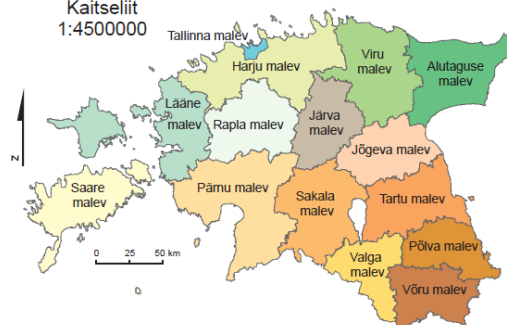 Kaitseliit
1:4500000
Tallinna malev
Harju malev
Viru
malev
Alutaguse
malev
Lääne
malev
Rapla malev
Järva
malev
Jõgeva malev
Saare
malev
Pärnu malev
Sakala
malev
Tartu malev
Valga
malev
Põlva malev
Võru malev
N
0 25 50 km